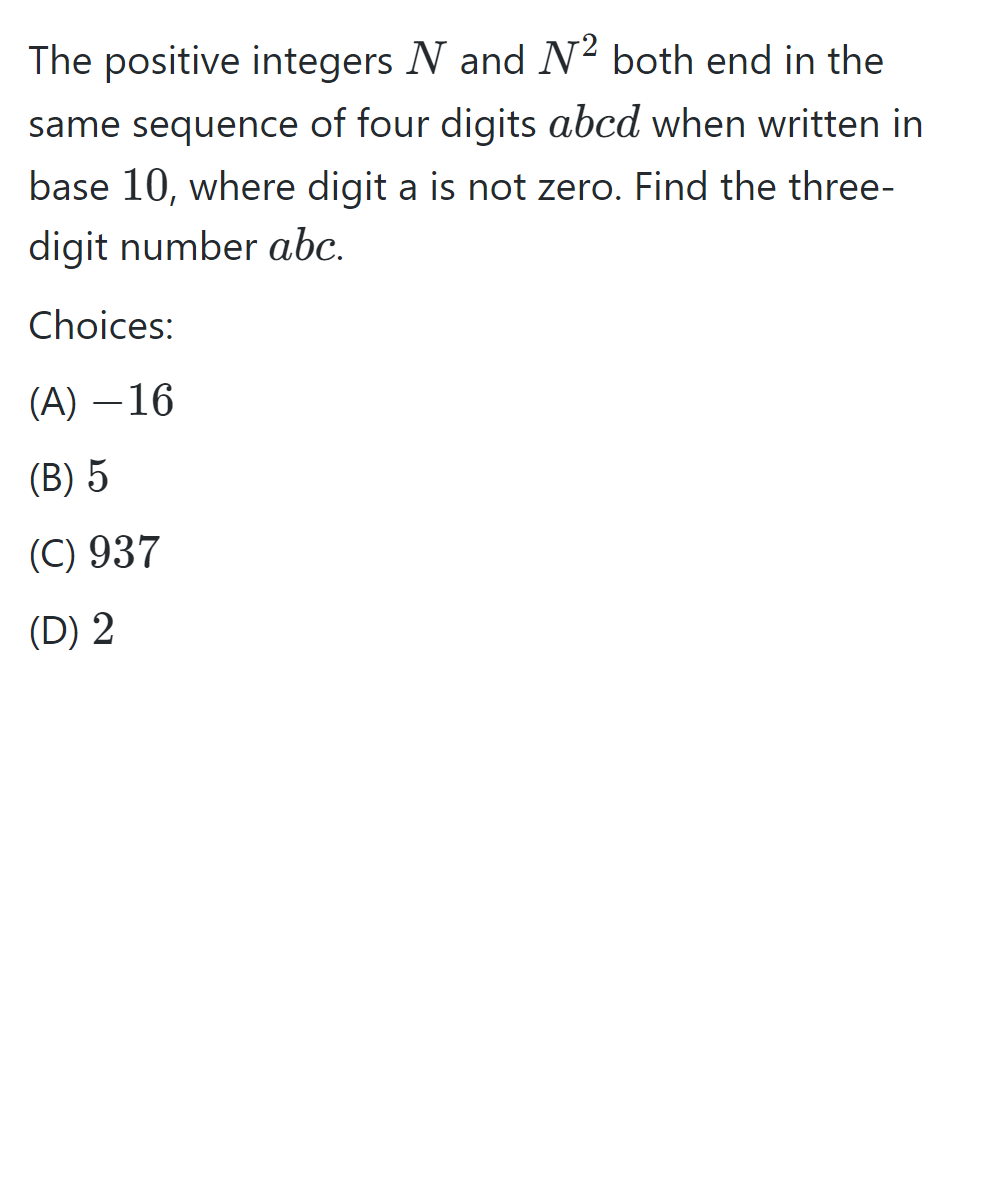 The positive integers N and N² both end in the
same sequence of four digits abcd when written in
base 10, where digit a is not zero. Find the three-
digit number abc.
Choices:
(A) −16
(B) 5
(C) 937
(D) 2